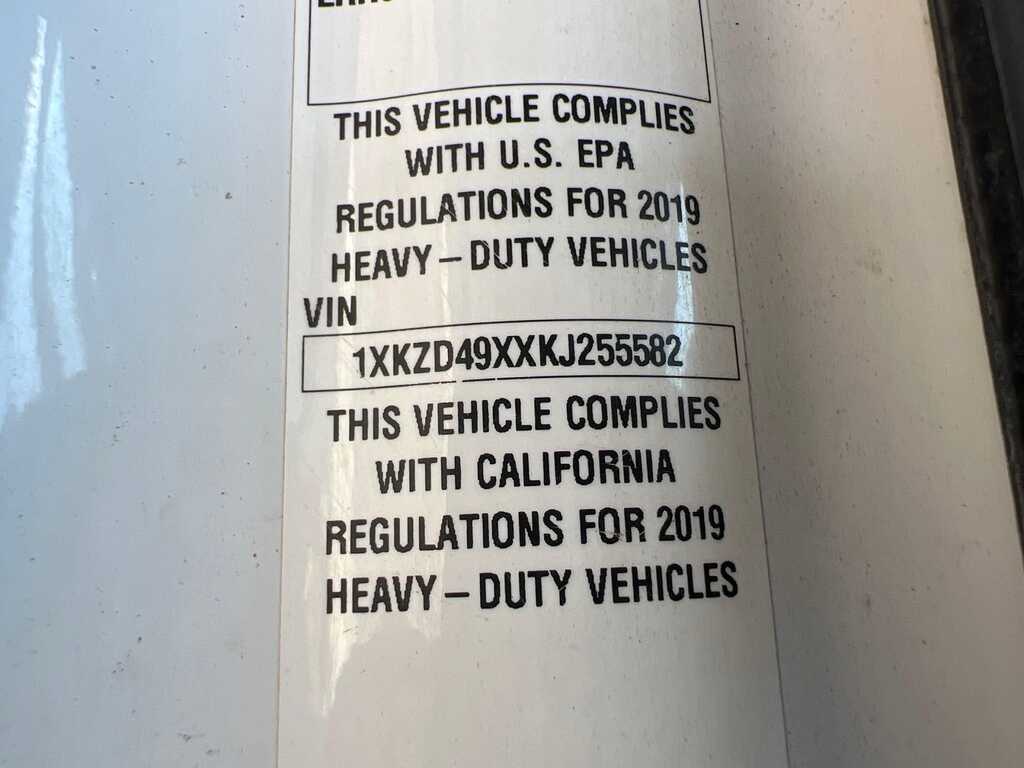 THIS VEHICLE COMPLIES
WITH U.S. EPA
REGULATIONS FOR 2019
HEAVY – DUTY VEHICLES
VIN
1XKZD49XXKJ255582
THIS VEHICLE COMPLIES
WITH CALIFORNIA
REGULATIONS FOR 2019
HEAVY – DUTY VEHICLES